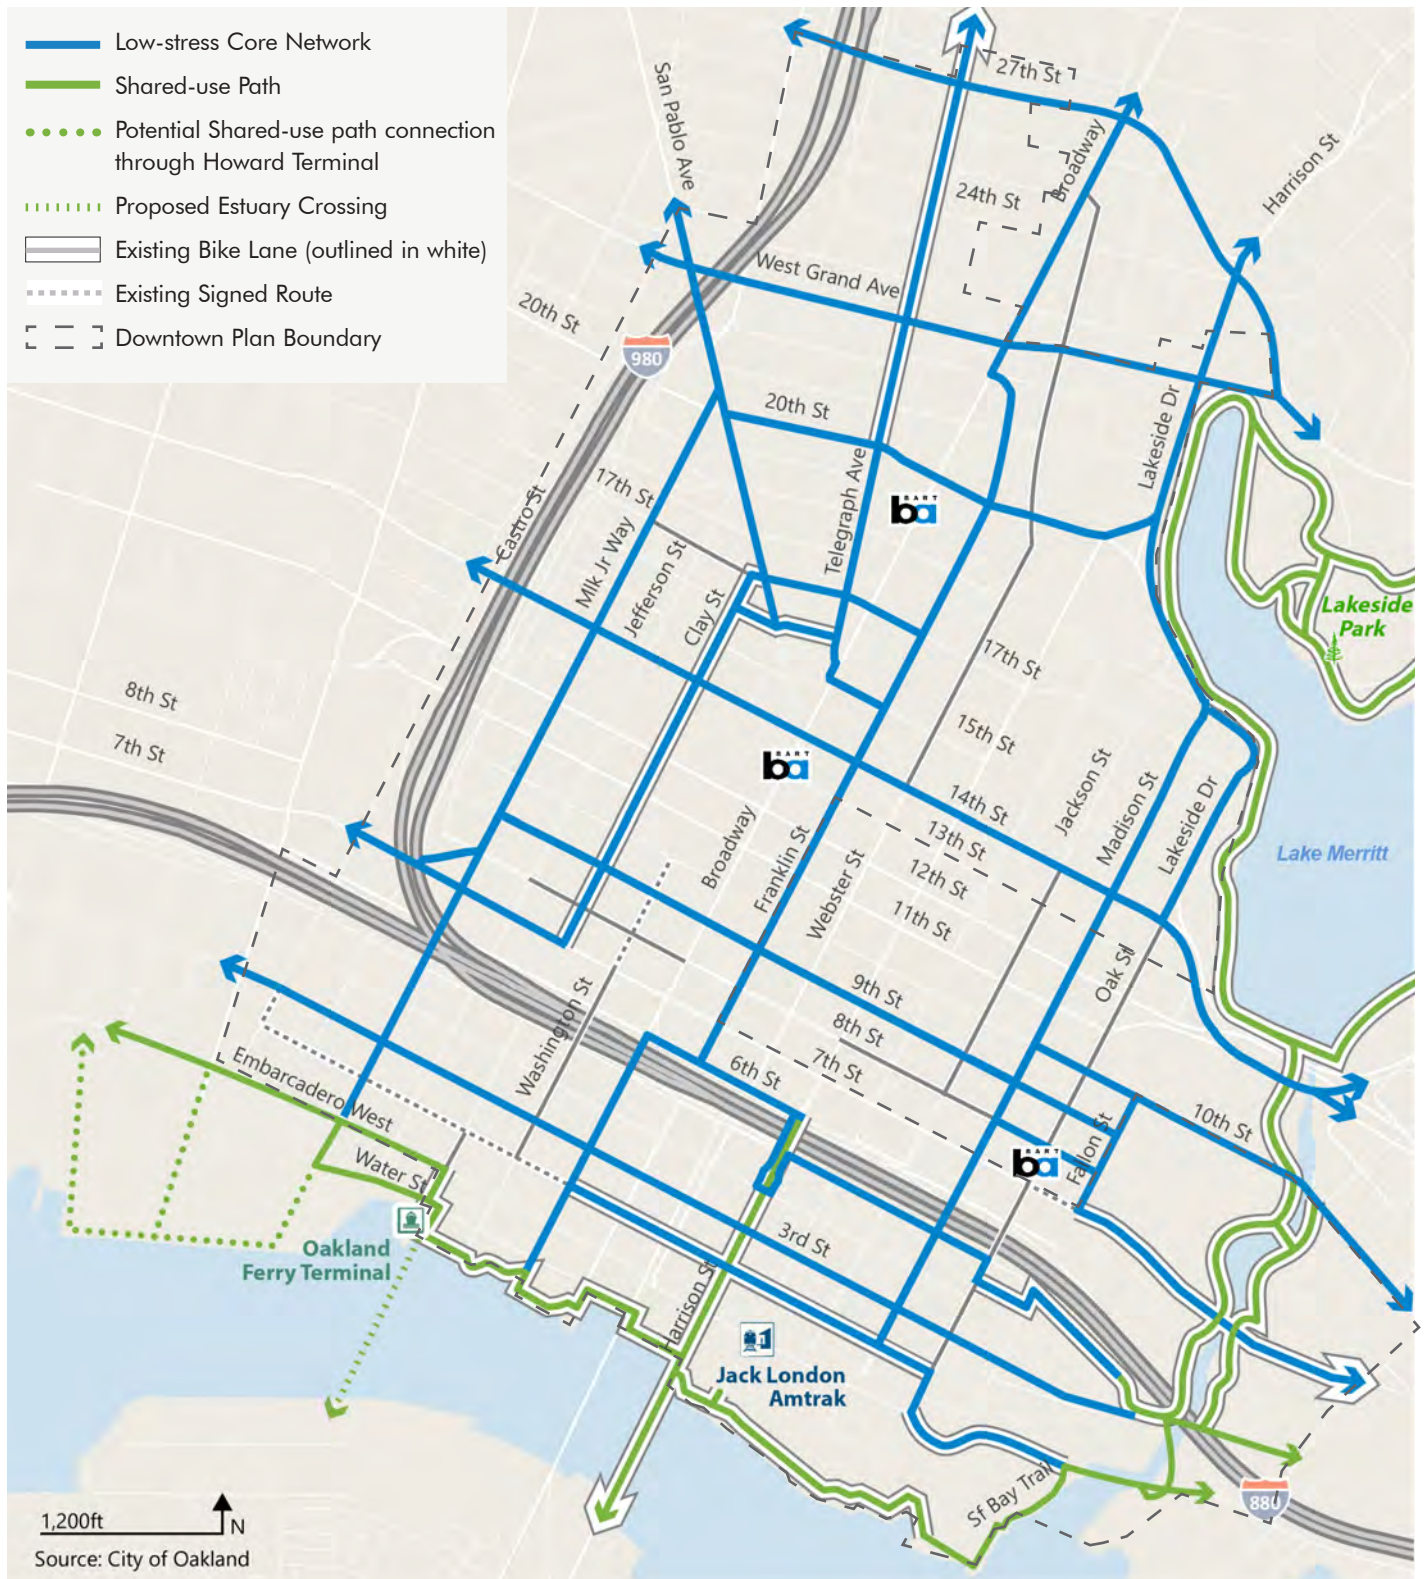 Low-stress Core Network
Shared-use Path
Potential Shared-use path connection
through Howard Terminal
Proposed Estuary Crossing
Existing Bike Lane (outlined in white)
Existing Signed Route
Downtown Plan Boundary
27th St
San Pablo Ave
Broadway
Harrison St
24th St
West Grand Ave
20th St
980
20th St
Lakeside Dr
17th St
Telegraph Ave
BART
ba
Castro St
Mlk Jr Way
Jefferson St
Clay St
Lakeside
Park
17th St
8th St
7th St
15th St
BART
ba
14th St
Jackson St
Madison St
Lakeside Dr
13th St
Broadway
Franklin St
Webster St
12th St
11th St
Lake Merritt
Oak St
9th St
8th St
Washington St
7th St
6th St
Embarcadero West
10th St
Fallon St
BART
ba
Water St
3rd St
Oakland
Ferry Terminal
Harrison St
Jack London
Amtrak
Sf Bay Trail
880
1,200ft
N
Source: City of Oakland